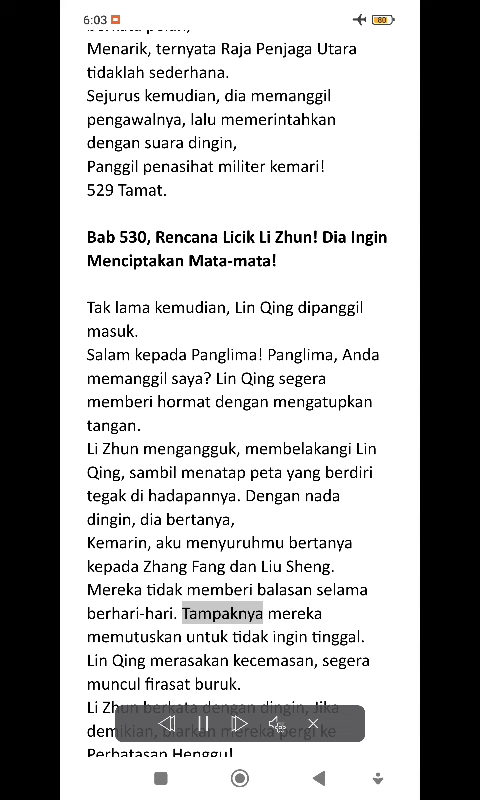 6:03
80
berkata pelan,
Menarik, ternyata Raja Penjaga Utara
tidaklah sederhana.
Sejurus kemudian, dia memanggil
pengawalnya, lalu memerintahkan
dengan suara dingin,
Panggil penasihat militer kemari!
529 Tamat.
Bab 530, Rencana Licik Li Zhun! Dia Ingin
Menciptakan Mata-mata!
Tak lama kemudian, Lin Qing dipanggil
masuk.
Salam kepada Panglima! Panglima, Anda
memanggil saya? Lin Qing segera
memberi hormat dengan mengatupkan
tangan.
Li Zhun mengangguk, membelakangi Lin
Qing, sambil menatap peta yang berdiri
tegak di hadapannya. Dengan nada
dingin, dia bertanya,
Kemarin, aku menyuruhmu bertanya
kepada Zhang Fang dan Liu Sheng.
Mereka tidak memberi balasan selama
berhari-hari. Tampaknya mereka
memutuskan untuk tidak ingin tinggal.
Lin Qing merasakan kecemasan, segera
muncul firasat buruk.
Li Zhun berkata dengan dingin, Jika
demikian, biarkan mereka pergi ke
Perbatasan Henggu!